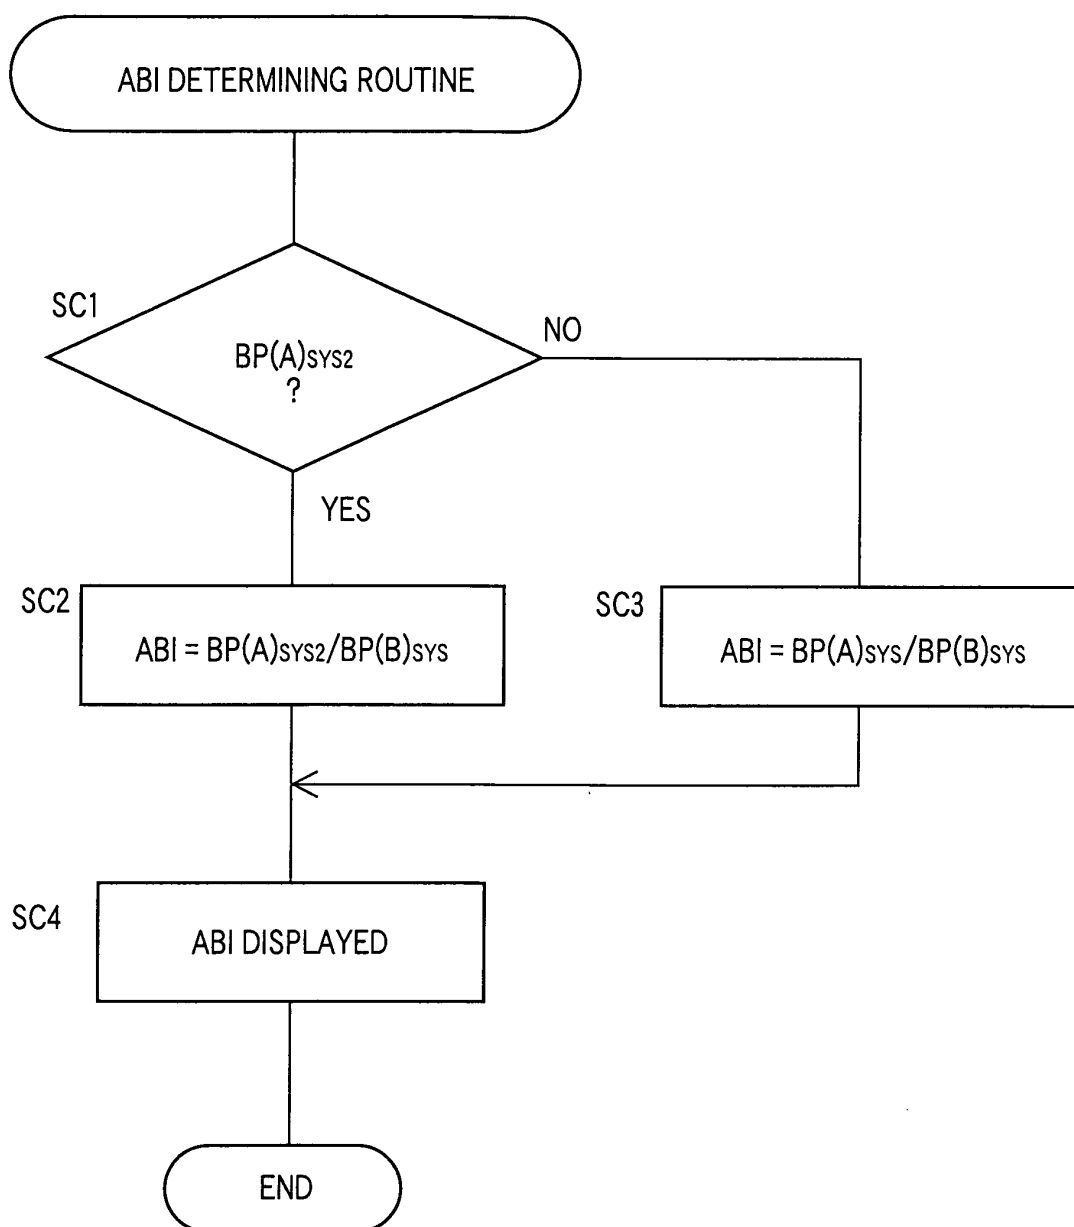 ABI DETERMINING ROUTINE
SC1
NO
BP(A)SYS2
?
YES
SC2
ABI = BP(A)SYS2/BP(B)SYS
SC3
ABI = BP(A)SYS/BP(B)SYS
SC4
ABI DISPLAYED
END